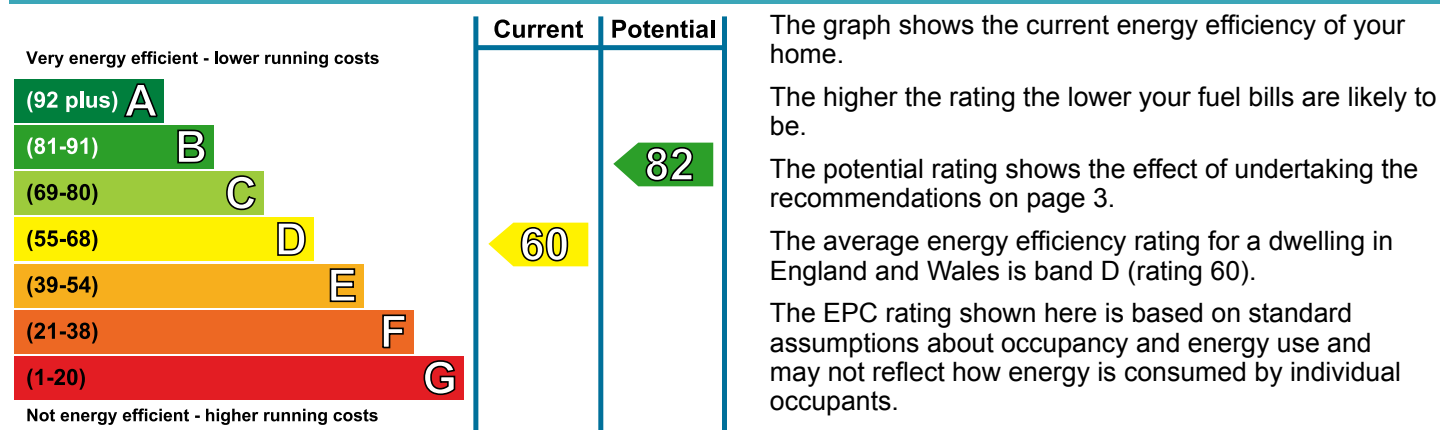 Current Potential
Very energy efficient - lower running costs
(92 plus) A
(81-91) B
(69-80) C
(55-68) D
(39-54) E
(21-38) F
(1-20) G
Not energy efficient - higher running costs
60
82
The graph shows the current energy efficiency of your
home.
The higher the rating the lower your fuel bills are likely to
be.
The potential rating shows the effect of undertaking the
recommendations on page 3.
The average energy efficiency rating for a dwelling in
England and Wales is band D (rating 60).
The EPC rating shown here is based on standard
assumptions about occupancy and energy use and
may not reflect how energy is consumed by individual
occupants.